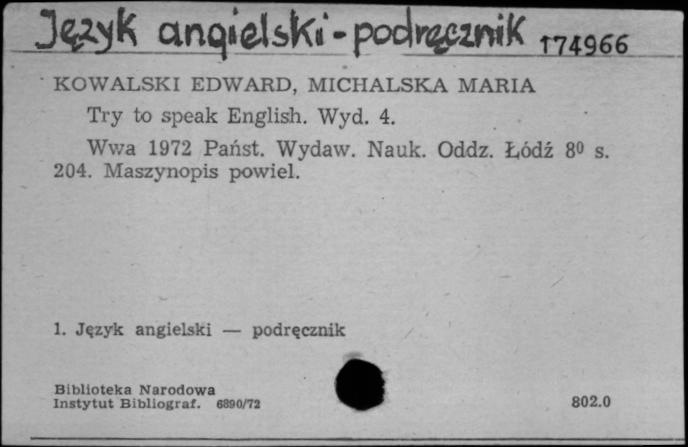 Język angielski - podręcznik 174966
KOWALSKI EDWARD, MICHALSKA MARIA
Try to speak English. Wyd. 4.
Wwa 1972 Państ. Wydaw. Nauk. Oddz. Łódź 8⁰ s.
204. Maszynopis powiel.
1. Język angielski — podręcznik
Biblioteka Narodowa
Instytut Bibliograf. 6890/72 802.0